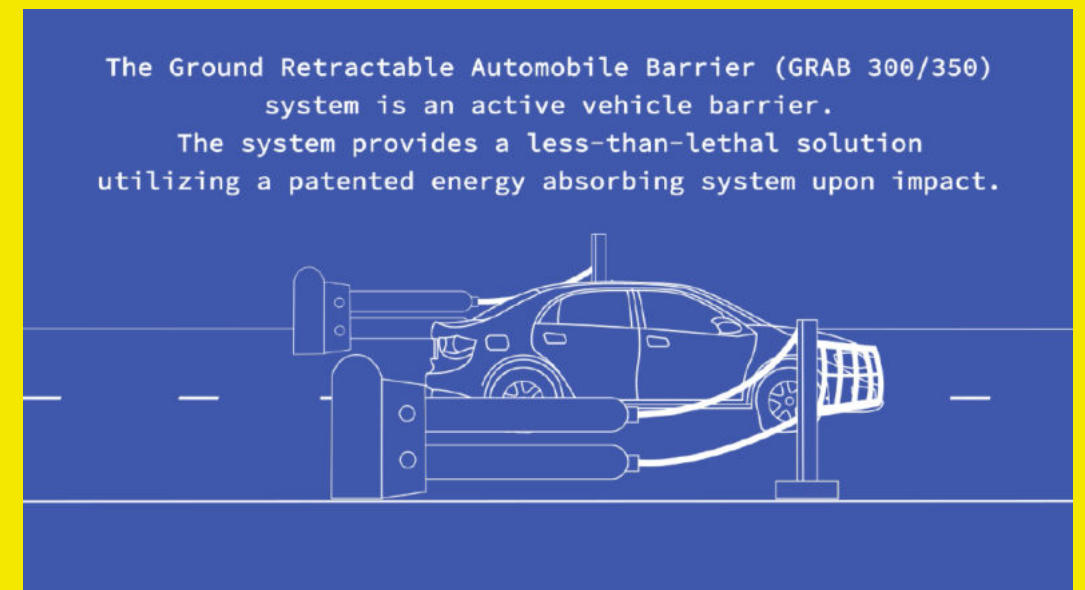 The Ground Retractable Automobile Barrier (GRAB 300/350)
system is an active vehicle barrier.
The system provides a less-than-lethal solution
utilizing a patented energy absorbing system upon impact.